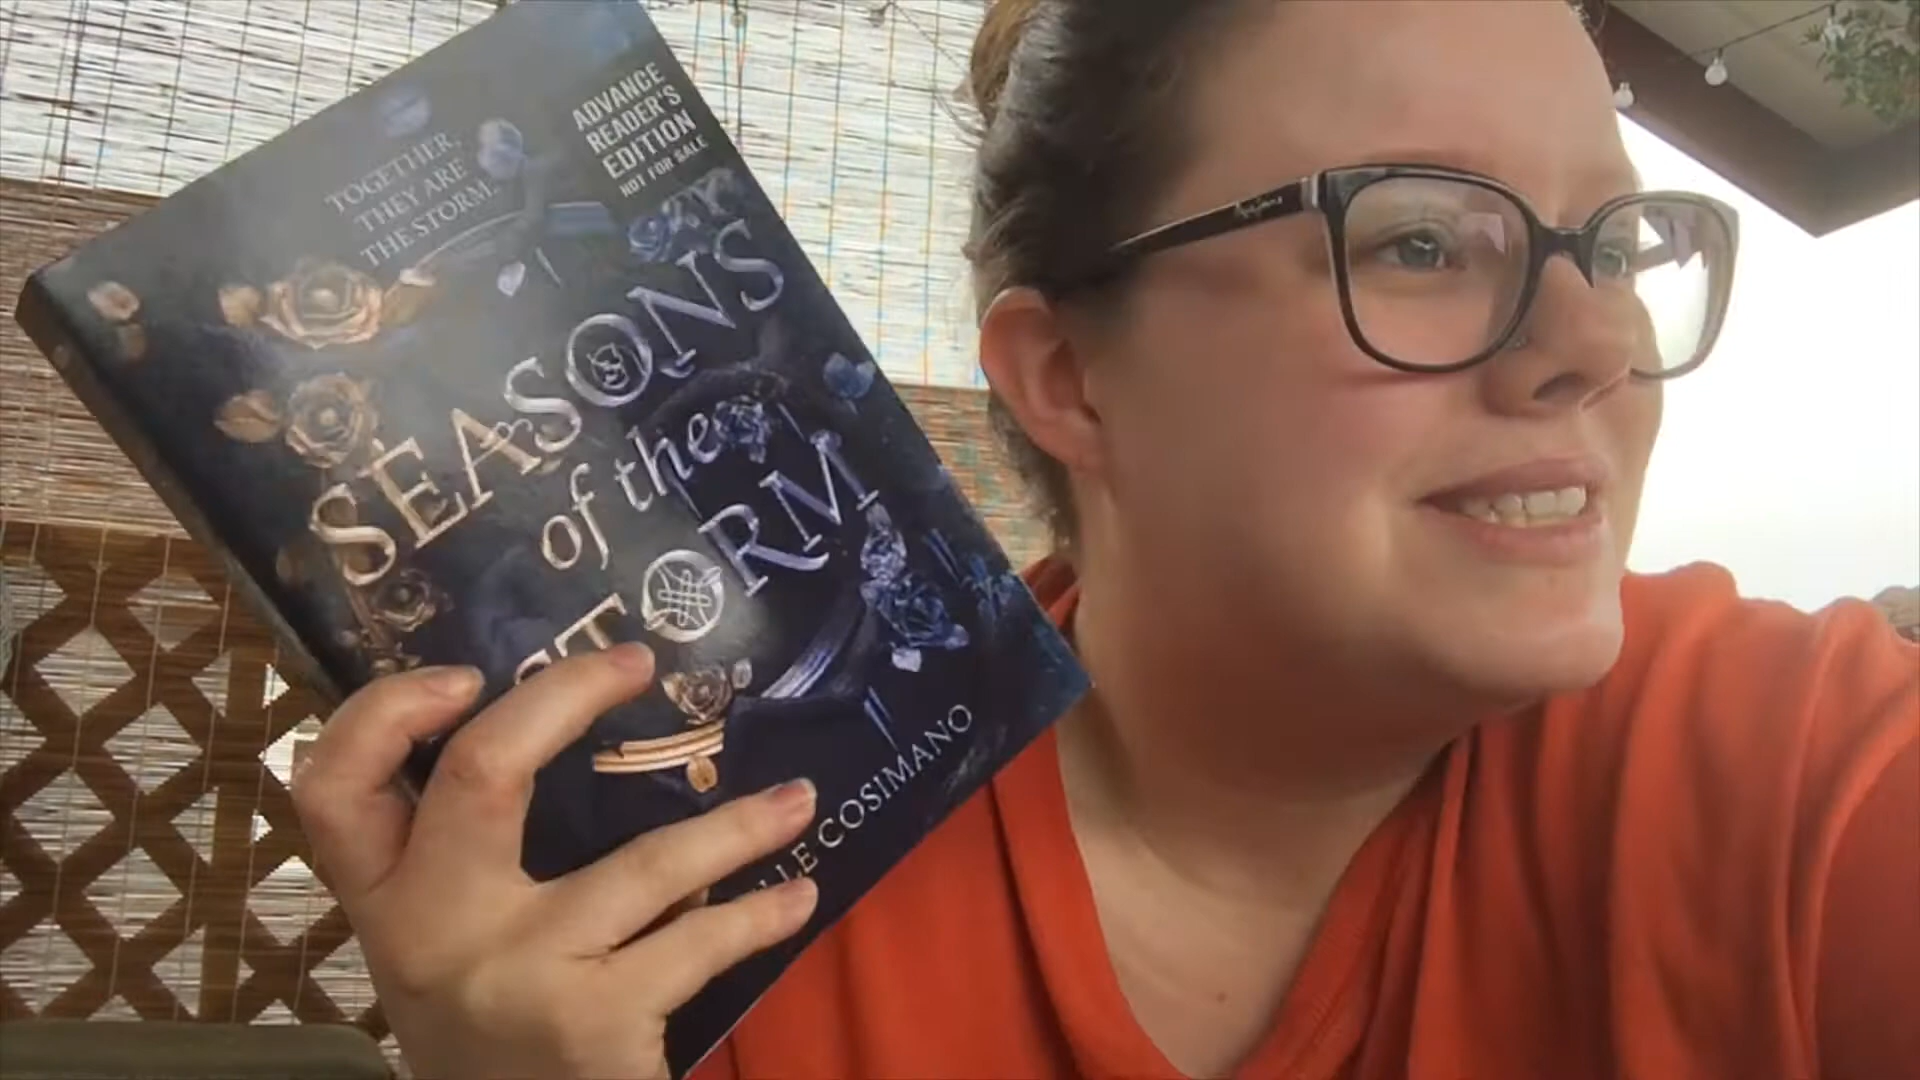 TOGETHER,
THEY ARE
THE STORM.
ADVANCE
READER'S
EDITION
NOT FOR SALE
SEASONS
of the
STORM
COSIMANO